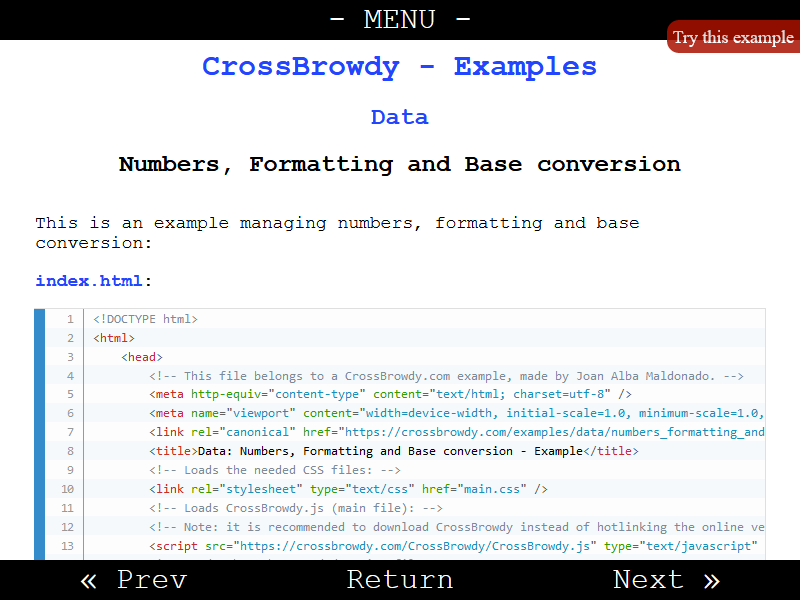 - MENU -
Try this example
CrossBrowdy - Examples
Data
Numbers, Formatting and Base conversion
This is an example managing numbers, formatting and base
conversion:
index.html:
1 <!DOCTYPE html>
2 <html>
3 <head>
4 <!-- This file belongs to a CrossBrowdy.com example, made by Joan Alba Maldonado. -->
5 <meta http-equiv="content-type" content="text/html; charset=utf-8" />
6 <meta name="viewport" content="width=device-width, initial-scale=1.0, minimum-scale=1.0,
7 <link rel="canonical" href="https://crossbrowdy.com/examples/data/numbers_formatting_and
8 <title>Data: Numbers, Formatting and Base conversion - Example</title>
9 <!-- Loads the needed CSS files: -->
10 <link rel="stylesheet" type="text/css" href="main.css" />
11 <!-- Loads CrossBrowdy.js (main file): -->
12 <!-- Note: it is recommended to download CrossBrowdy instead of hotlinking the online ve
13 <script src="https://crossbrowdy.com/CrossBrowdy/CrossBrowdy.js" type="text/javascript"
« Prev Return Next »